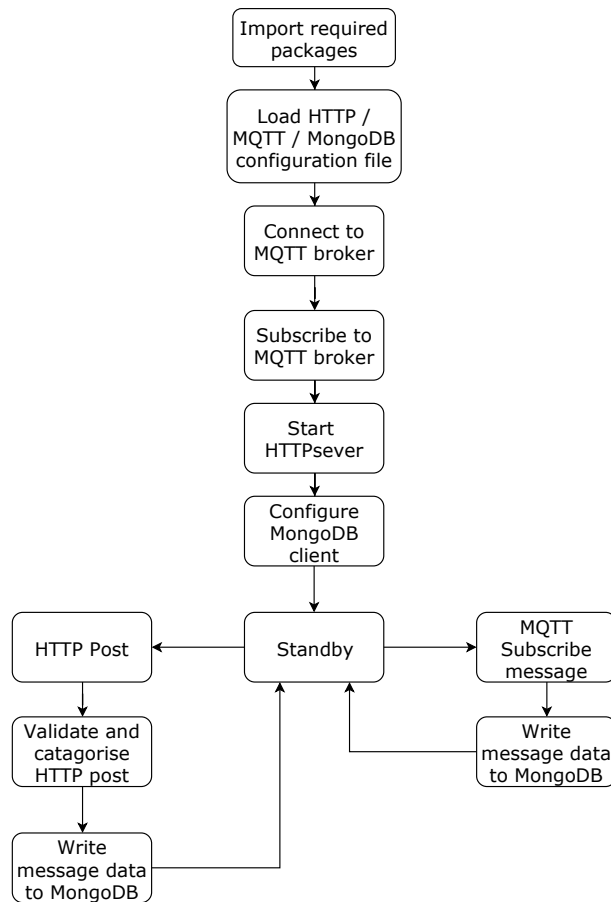 Import required
packages
Load HTTP /
MQTT / MongoDB
configuration file
Connect to
MQTT broker
Subscribe to
MQTT broker
Start
HTTPsever
Configure
MongoDB
client
HTTP Post
Standby
MQTT
Subscribe
message
Validate and
catagorise
HTTP post
Write
message data
to MongoDB
Write
message data
to MongoDB